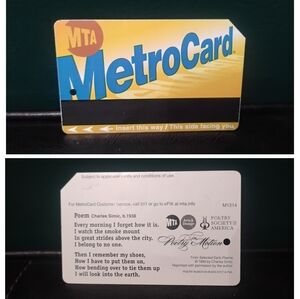 MTA
MetroCard
Insert this way / This side facing you
Subject to applicable tariffs and conditions of use.
For MetroCard Customer Service, call 511 or go to eFIX at mta.info
M1314
Poem Charles Simic, b.1938
Every morning I forget how it is.
I watch the smoke mount
In great strides above the city.
I belong to no one.
Then I remember my shoes,
How I have to put them on,
How bending over to tie them up
I will look into the earth.
MTA Arts & Design
POETRY
SOCIETY OF
AMERICA
Poetry in Motion